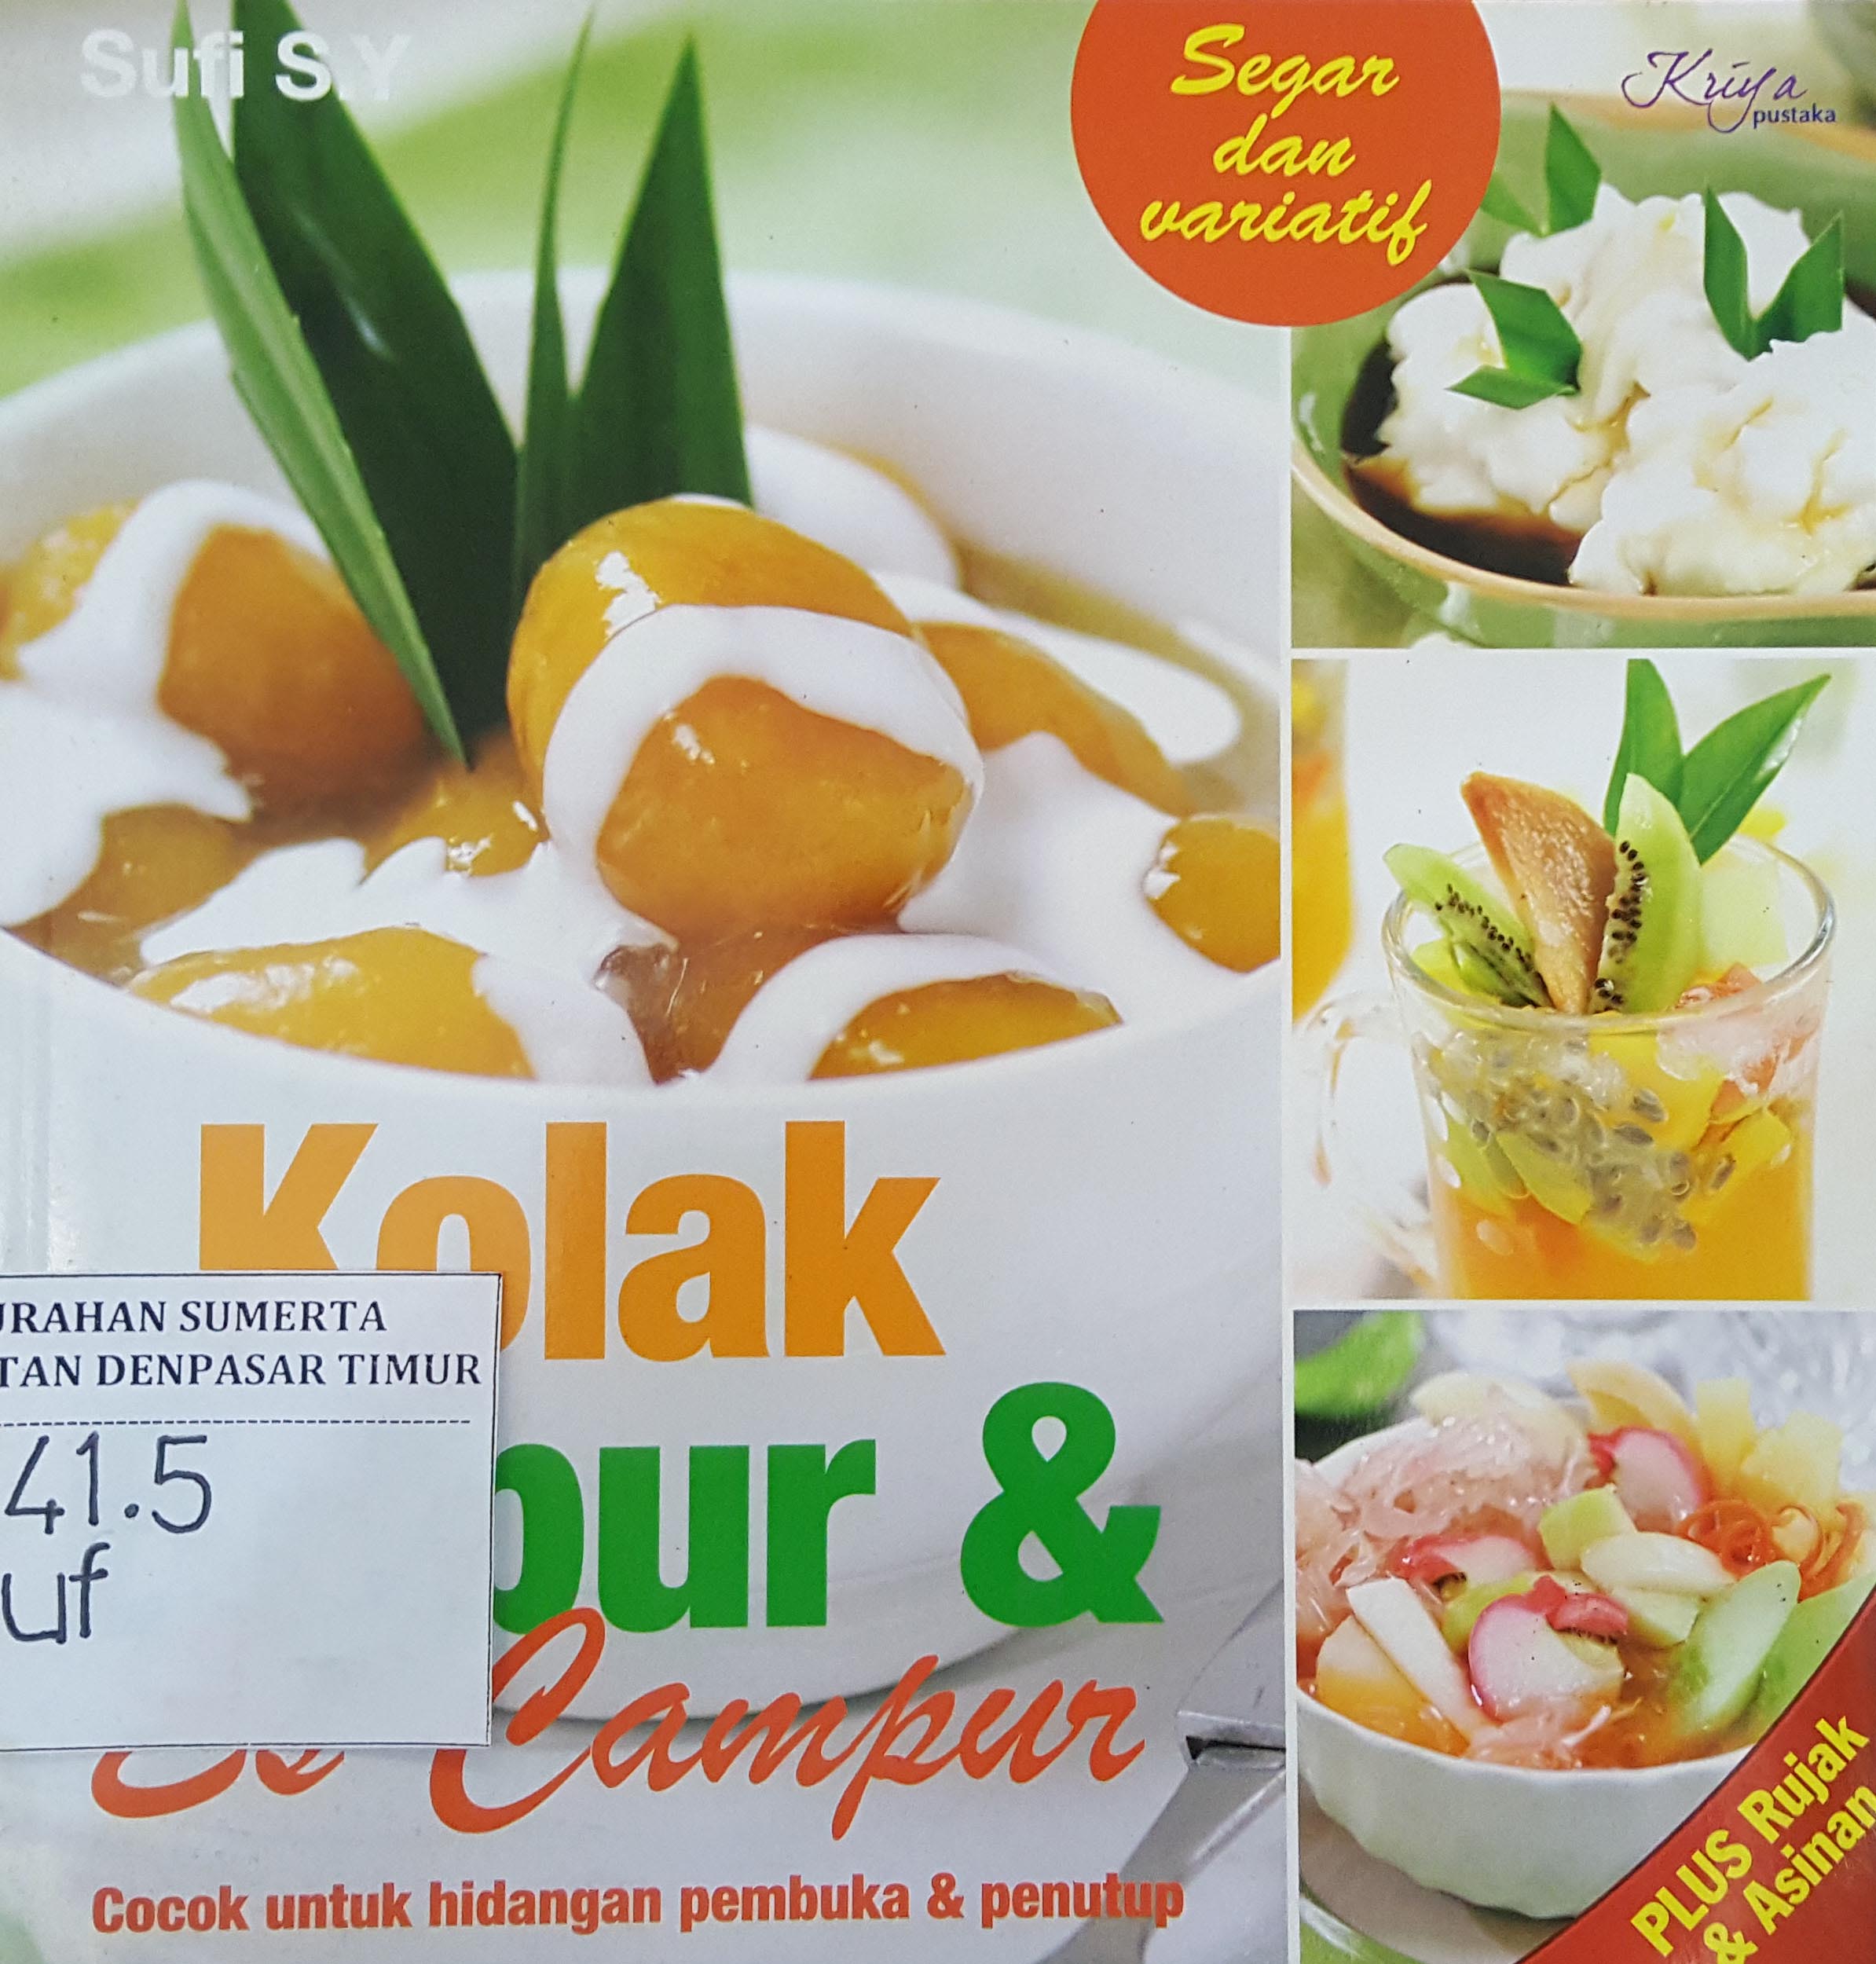 Sufi S.Y
Segar
dan
variatif
Kriya
pustaka
Kolak
pur &
Es Campur
Cocok untuk hidangan pembuka & penutup
URAHAN SUMERTA
TAN DENPASAR TIMUR
41.5
uf
PLUS Rujak
& Asinan